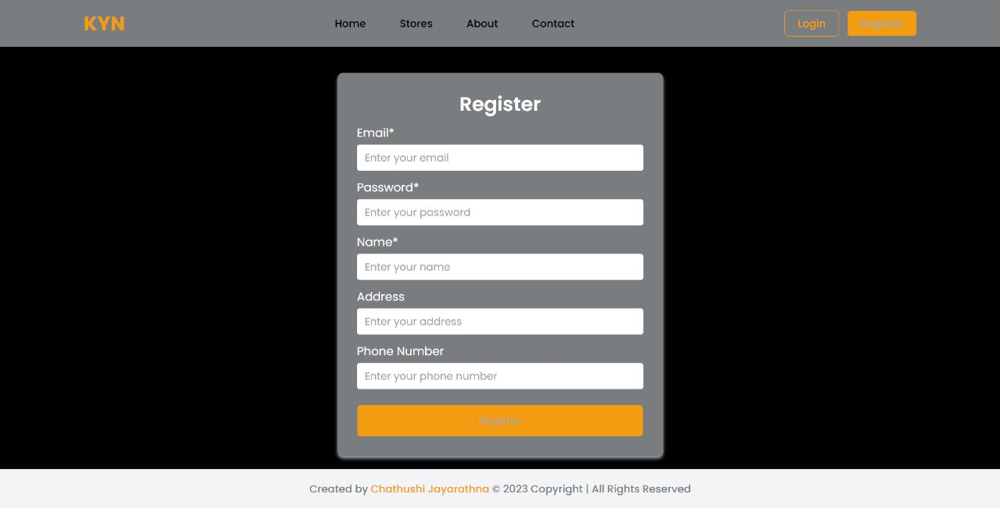 KYN
Home Stores About Contact
Login Register
Register
Email*
Enter your email
Password*
Enter your password
Name*
Enter your name
Address
Enter your address
Phone Number
Enter your phone number
Register
Created by Chathushi Jayarathna © 2023 Copyright | All Rights Reserved